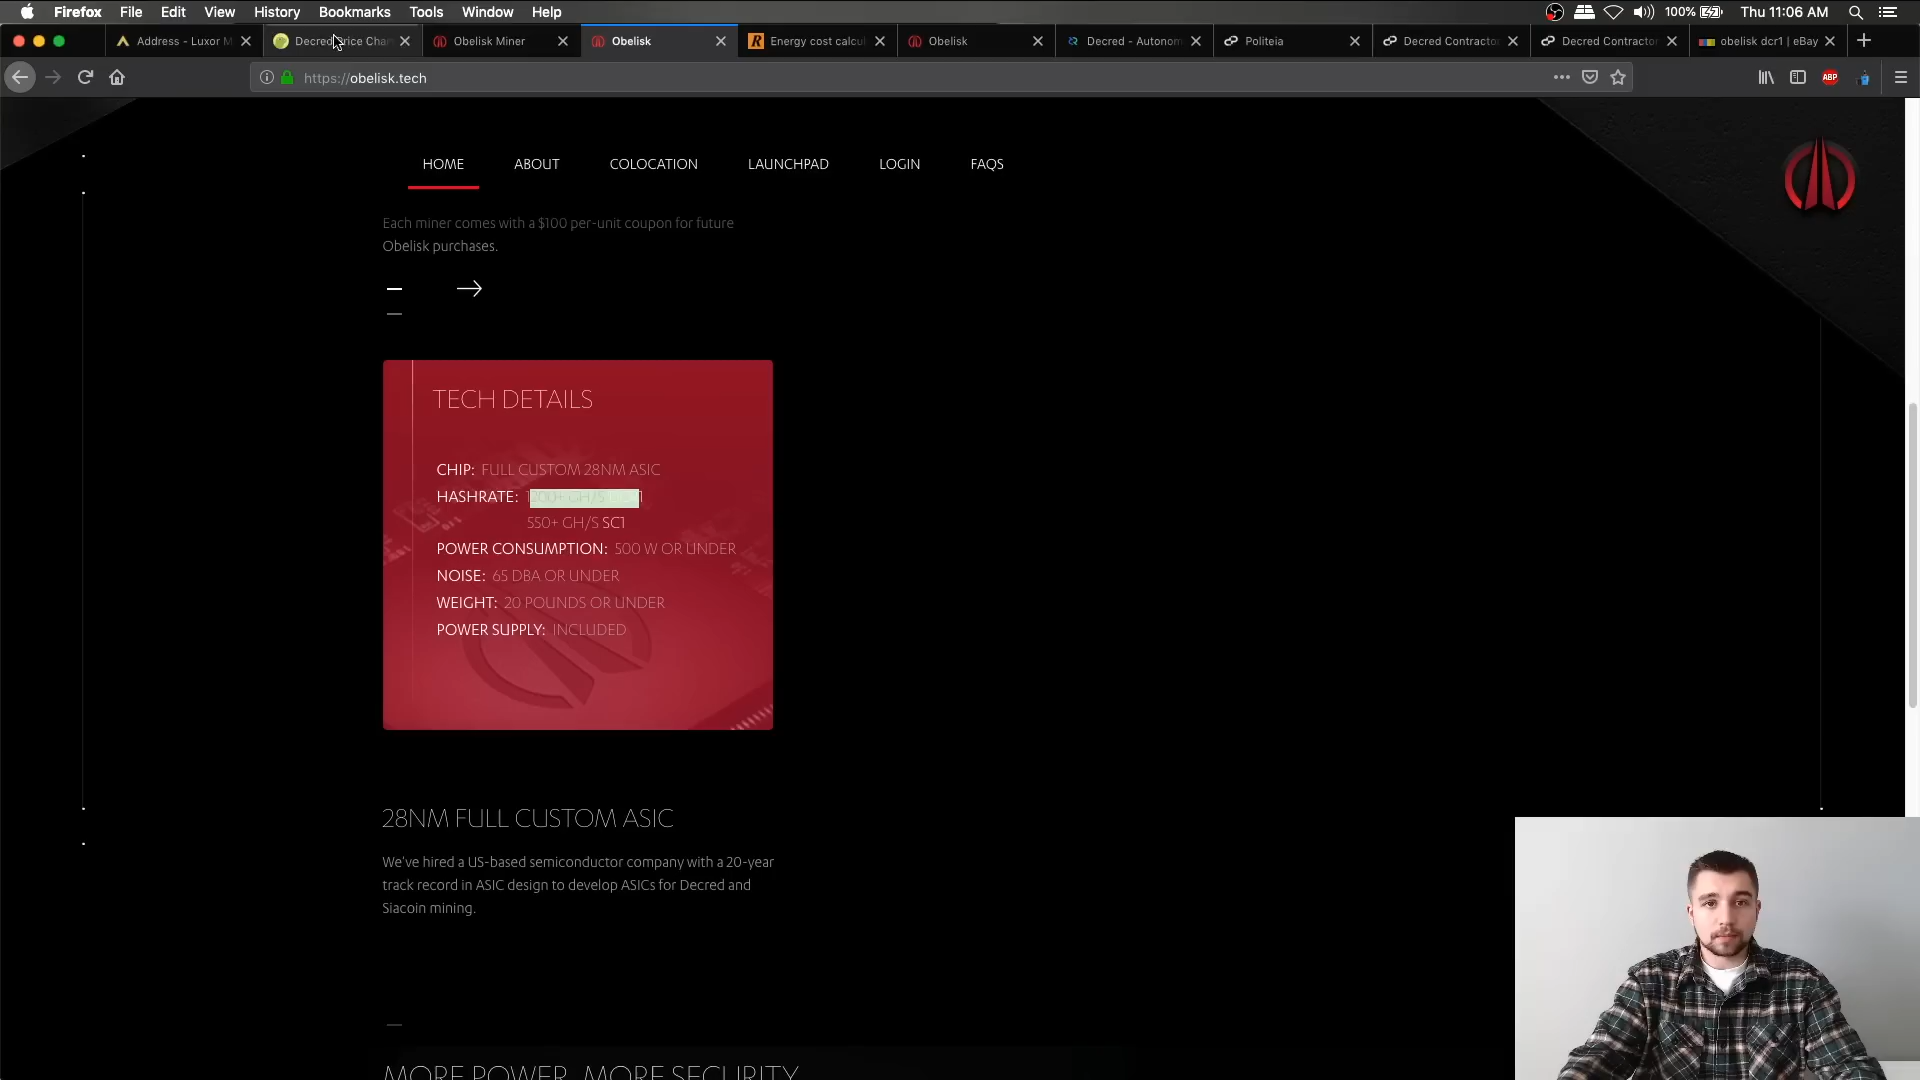 Firefox File Edit View History Bookmarks Tools Window Help 100% Thu 11:06 AM
Address - Luxor M Decred Price Char Obelisk Miner Obelisk Energy cost calcu Obelisk Decred - Autonom Politeia Decred Contracto Decred Contractor obelisk dcr1 | eBay
https://obelisk.tech ABP
HOME ABOUT COLOCATION LAUNCHPAD LOGIN FAQS
Each miner comes with a $100 per-unit coupon for future
Obelisk purchases.
TECH DETAILS
CHIP: FULL CUSTOM 28NM ASIC
HASHRATE: 1200+ GH/S
550+ GH/S SC1
POWER CONSUMPTION: 500 W OR UNDER
NOISE: 65 DBA OR UNDER
WEIGHT: 20 POUNDS OR UNDER
POWER SUPPLY: INCLUDED
28NM FULL CUSTOM ASIC
We've hired a US-based semiconductor company with a 20-year
track record in ASIC design to develop ASICs for Decred and
Siacoin mining.
MORE POWER, MORE SECURITY